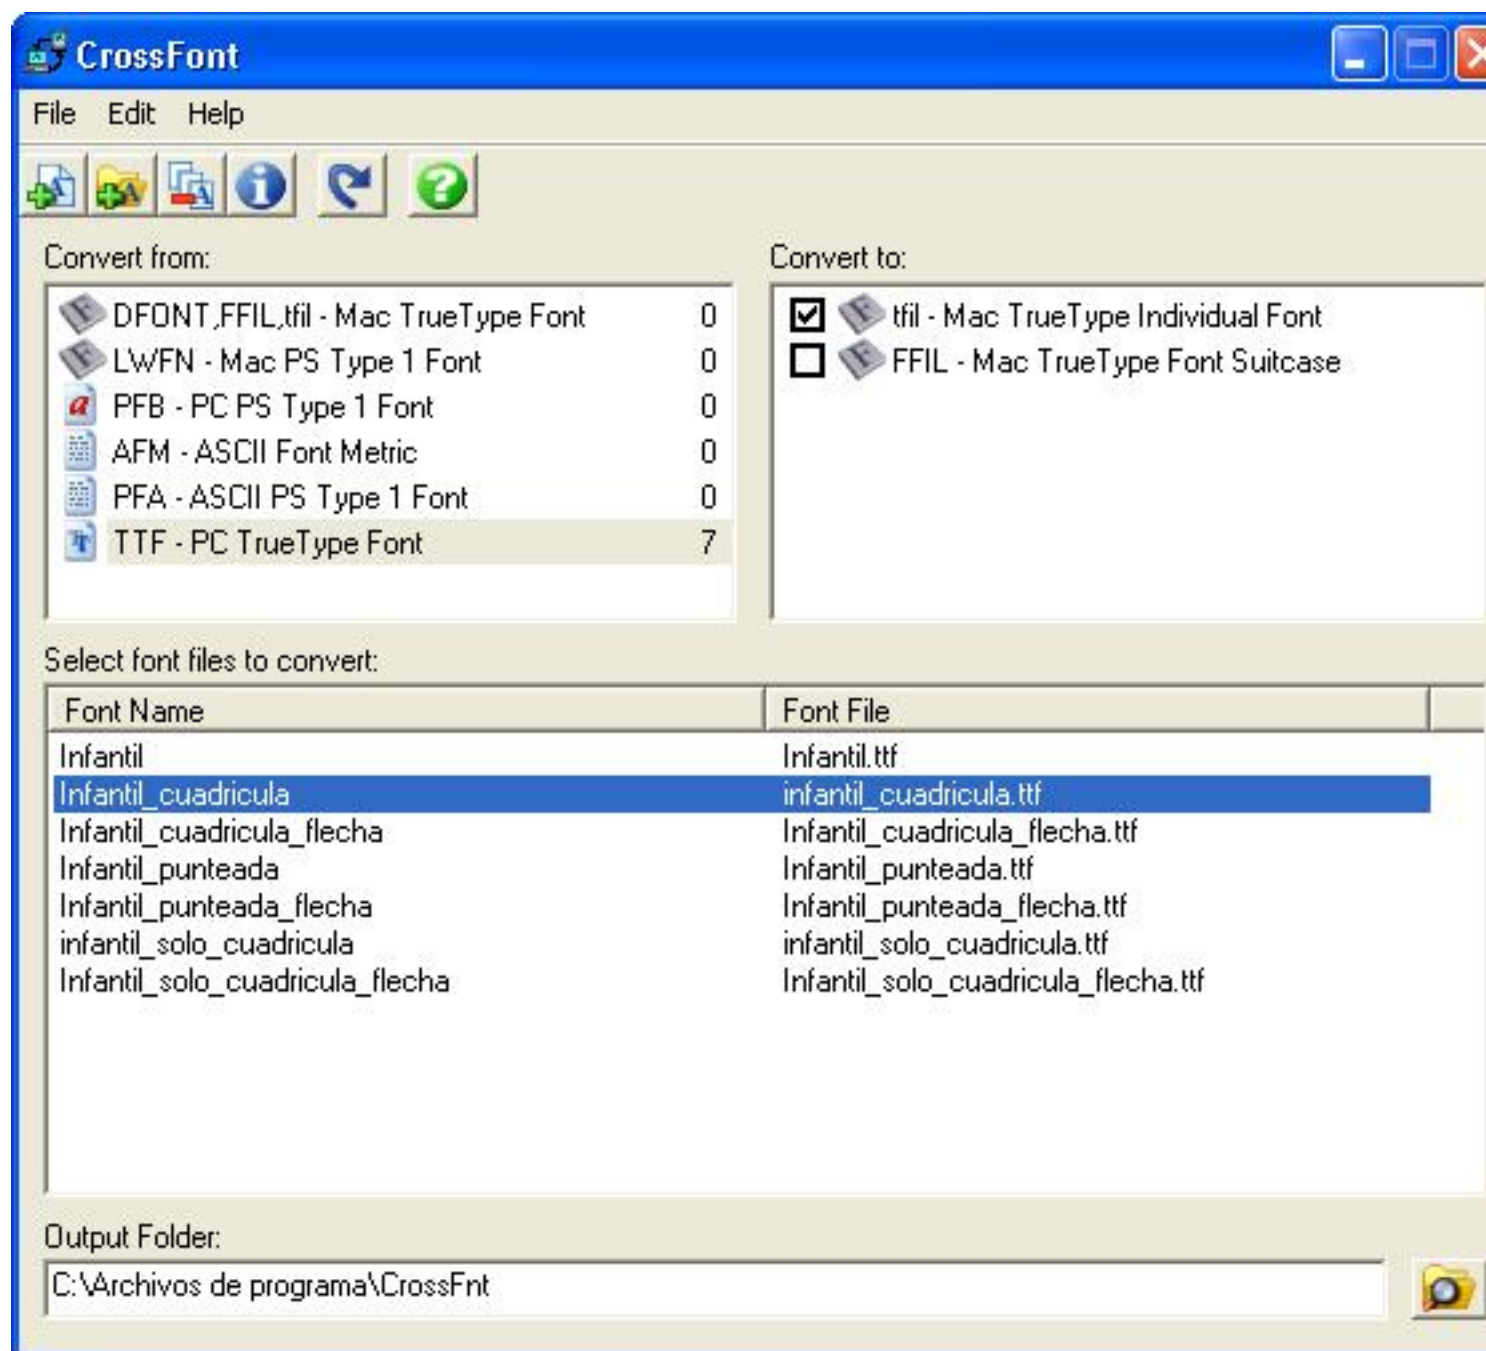 CrossFont
File Edit Help
Convert from:
DFONT,FFIL,tfil - Mac TrueType Font 0
LWFN - Mac PS Type 1 Font 0
PFB - PC PS Type 1 Font 0
AFM - ASCII Font Metric 0
PFA - ASCII PS Type 1 Font 0
TTF - PC TrueType Font 7
Convert to:
tfil - Mac TrueType Individual Font
FFIL - Mac TrueType Font Suitcase
Select font files to convert:
Font Name Font File
Infantil Infantil.ttf
Infantil_cuadricula infantil_cuadricula.ttf
Infantil_cuadricula_flecha Infantil_cuadricula_flecha.ttf
Infantil_punteada Infantil_punteada.ttf
Infantil_punteada_flecha Infantil_punteada_flecha.ttf
infantil_solo_cuadricula infantil_solo_cuadricula.ttf
Infantil_solo_cuadricula_flecha Infantil_solo_cuadricula_flecha.ttf
Output Folder:
C:\Archivos de programa\CrossFnt